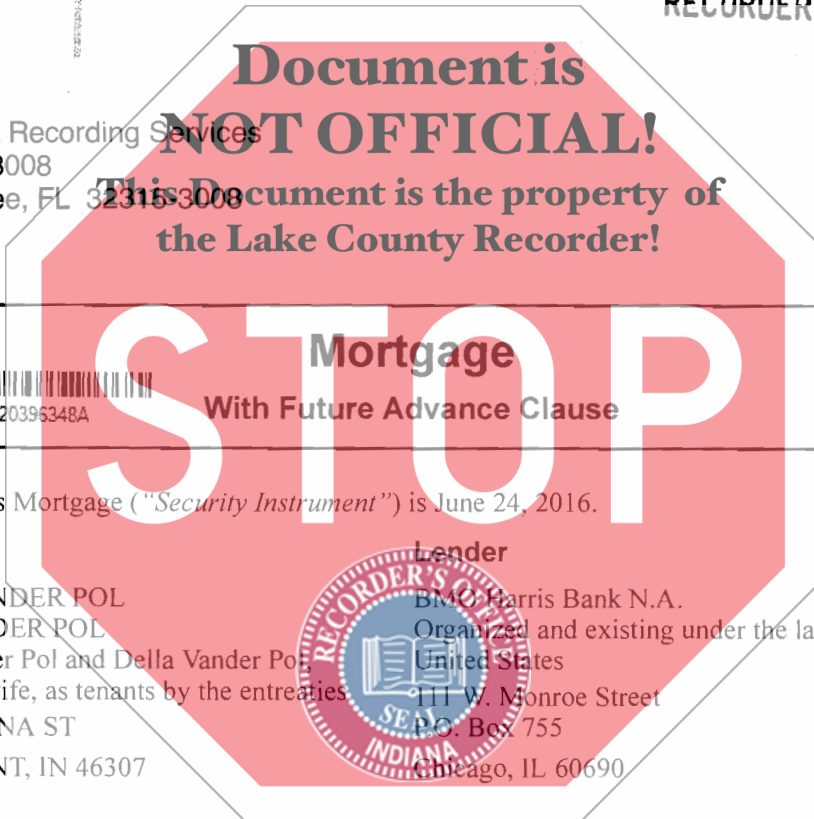 RECORDER
Document is
NOT OFFICIAL!
Recording Services
3008
e, FL 32315-3008
This Document is the property of
the Lake County Recorder!
STOP
Mortgage
With Future Advance Clause
20396348A
s Mortgage (“Security Instrument”) is June 24, 2016.
Lender
NDER POL
BMO Harris Bank N.A.
DER POL
Organized and existing under the la
r Pol and Della Vander Pol,
United States
ife, as tenants by the entreaties
111 W. Monroe Street
NA ST
P.O. Box 755
NT, IN 46307
Chicago, IL 60690
RECORDER'S OFFICE
SEAL
INDIANA